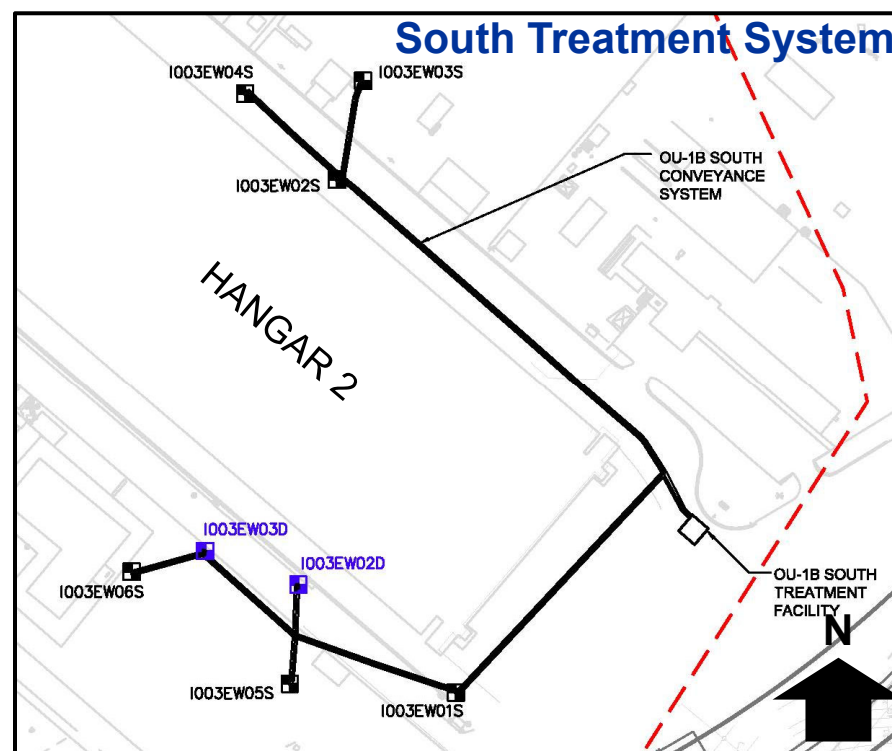 South Treatment System
I003EW04S
I003EW03S
I003EW02S
OU-1B SOUTH
CONVEYANCE
SYSTEM
HANGAR 2
I003EW03D
I003EW02D
I003EW06S
I003EW05S
I003EW01S
OU-1B SOUTH
TREATMENT
FACILITY
N